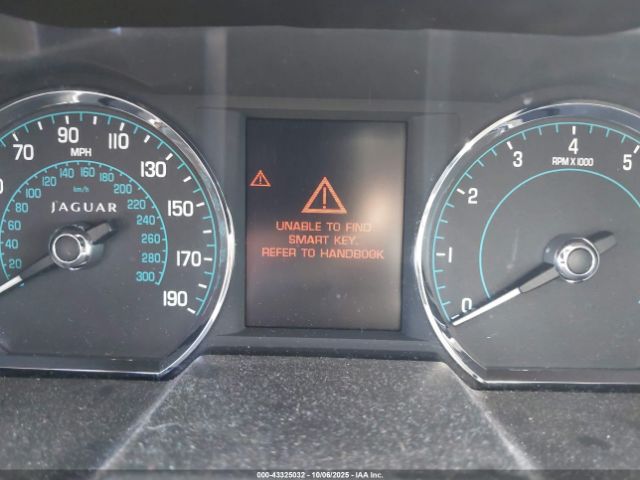 70 90 110 130 150 170 190
MPH
20 40 60 80 100 120 140 160 180 200 220 240 260 280 300
km/h
JAGUAR
UNABLE TO FIND
SMART KEY.
REFER TO HANDBOOK
0 1 2 3 4 5
RPM X 1000
000-43325032 10/06/2025 IAA Inc.